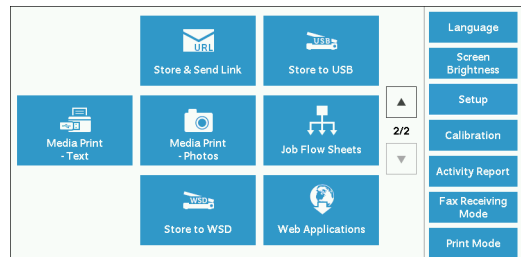 URL
Store & Send Link
USB
Store to USB
Media Print
- Text
Media Print
- Photos
Job Flow Sheets
WSD
Store to WSD
Web Applications
2/2
Language
Screen
Brightness
Setup
Calibration
Activity Report
Fax Receiving
Mode
Print Mode